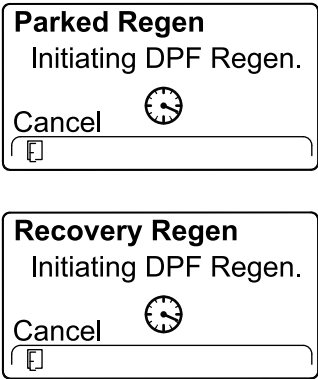 Parked Regen
Initiating DPF Regen.
Cancel
Recovery Regen
Initiating DPF Regen.
Cancel